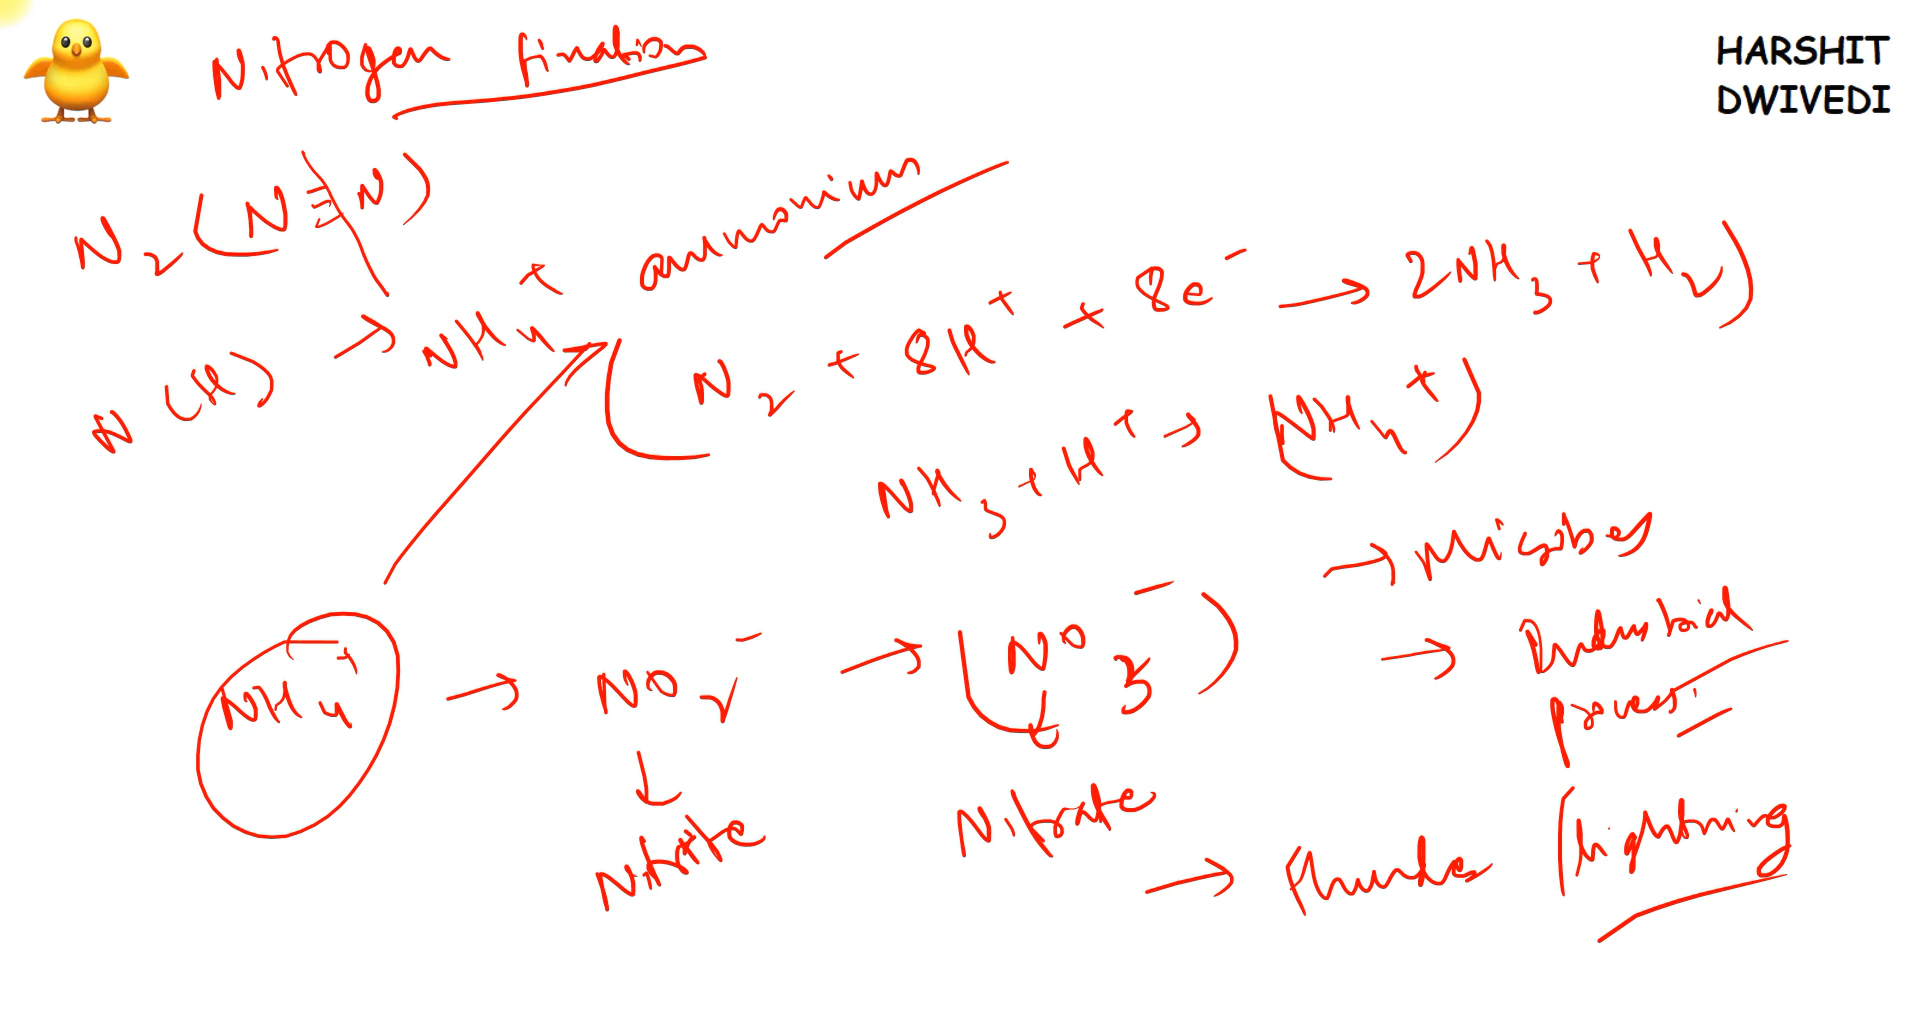 Nitrogen fixation
HARSHIT
DWIVEDI
N₂ (N≡N)
N (H) → NH₄⁺ ammonium
(N₂ + 8H⁺ + 8e⁻ → 2NH₃ + H₂)
NH₃ + H⁺ → (NH₄⁺)
NH₄⁺ → NO₂⁻ → (NO₃⁻)
Nitrite
Nitrate
→ Microbes
→ Industrial
process
→ (lightning